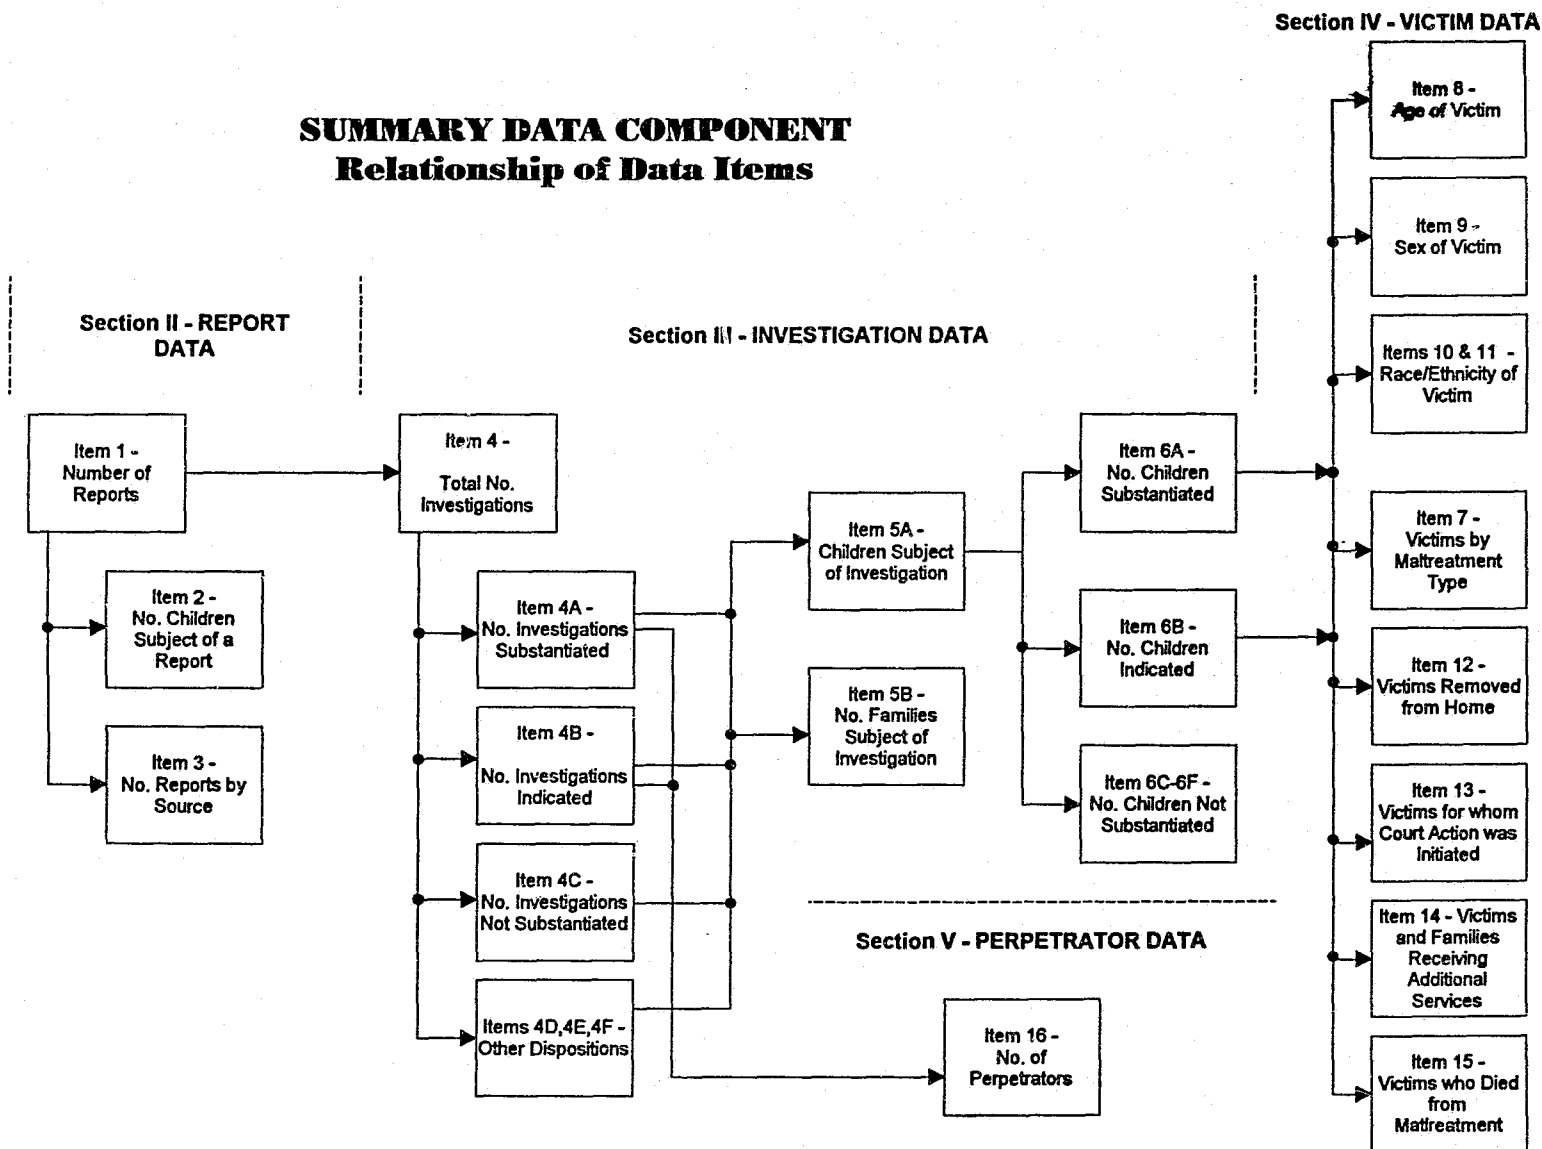 Section IV - VICTIM DATA
SUMMARY DATA COMPONENT
Relationship of Data Items
Section II - REPORT
DATA
Section III - INVESTIGATION DATA
Item 1 -
Number of
Reports
Item 2 -
No. Children
Subject of a
Report
Item 3 -
No. Reports by
Source
Item 4 -
Total No.
Investigations
Item 4A -
No. Investigations
Substantiated
Item 4B -
No. Investigations
Indicated
Item 4C -
No. Investigations
Not Substantiated
Items 4D,4E,4F -
Other Dispositions
Item 5A -
Children Subject
of Investigation
Item 5B -
No. Families
Subject of
Investigation
Item 6A -
No. Children
Substantiated
Item 6B -
No. Children
Indicated
Item 6C-6F -
No. Children Not
Substantiated
Section V - PERPETRATOR DATA
Item 16 -
No. of
Perpetrators
Item 8 -
Age of Victim
Item 9 -
Sex of Victim
Items 10 & 11 -
Race/Ethnicity of
Victim
Item 7 -
Victims by
Maltreatment
Type
Item 12 -
Victims Removed
from Home
Item 13 -
Victims for whom
Court Action was
Initiated
Item 14 - Victims
and Families
Receiving
Additional
Services
Item 15 -
Victims who Died
from
Maltreatment